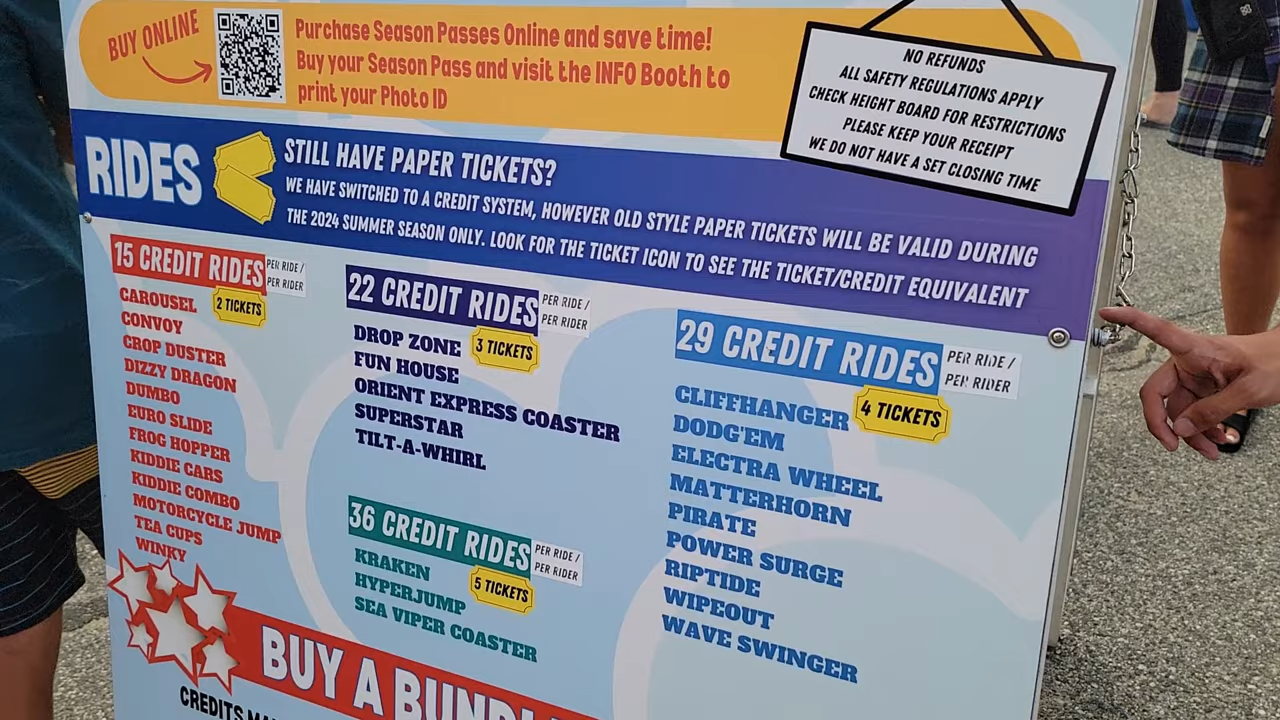 BUY ONLINE
Purchase Season Passes Online and save time!
Buy your Season Pass and visit the INFO Booth to
print your Photo ID
NO REFUNDS
ALL SAFETY REGULATIONS APPLY
CHECK HEIGHT BOARD FOR RESTRICTIONS
PLEASE KEEP YOUR RECEIPT
WE DO NOT HAVE A SET CLOSING TIME
RIDES
STILL HAVE PAPER TICKETS?
WE HAVE SWITCHED TO A CREDIT SYSTEM, HOWEVER OLD STYLE PAPER TICKETS WILL BE VALID DURING
THE 2024 SUMMER SEASON ONLY. LOOK FOR THE TICKET ICON TO SEE THE TICKET/CREDIT EQUIVALENT
15 CREDIT RIDES
PER RIDE /
PER RIDER
2 TICKETS
CAROUSEL
CONVOY
CROP DUSTER
DIZZY DRAGON
DUMBO
EURO SLIDE
FROG HOPPER
KIDDIE CARS
KIDDIE COMBO
MOTORCYCLE JUMP
TEA CUPS
WINKY
22 CREDIT RIDES
PER RIDE /
PER RIDER
3 TICKETS
DROP ZONE
FUN HOUSE
ORIENT EXPRESS COASTER
SUPERSTAR
TILT-A-WHIRL
36 CREDIT RIDES
PER RIDE /
PER RIDER
5 TICKETS
KRAKEN
HYPERJUMP
SEA VIPER COASTER
29 CREDIT RIDES
PER RIDE /
PER RIDER
4 TICKETS
CLIFFHANGER
DODG'EM
ELECTRA WHEEL
MATTERHORN
PIRATE
POWER SURGE
RIPTIDE
WIPEOUT
WAVE SWINGER
BUY A
CREDITS